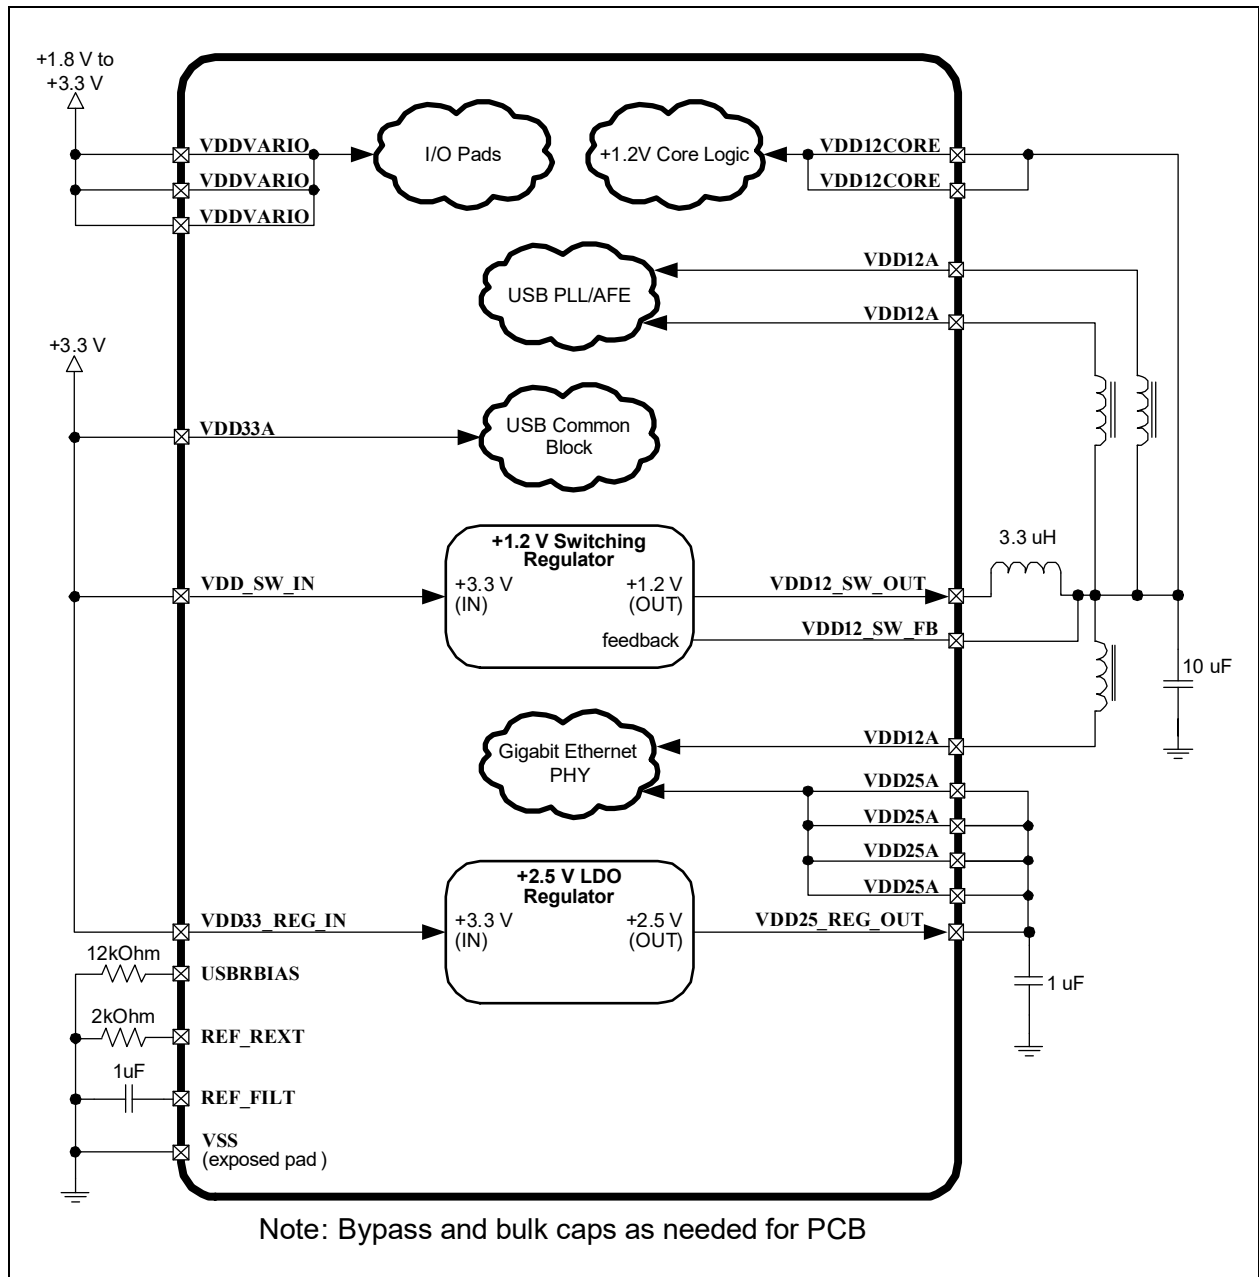 +1.8 V to
+3.3 V
VDDVARIO
VDDVARIO
VDDVARIO
I/O Pads
+1.2V Core Logic
VDD12CORE
VDD12CORE
VDD12A
USB PLL/AFE
VDD12A
+3.3 V
VDD33A
USB Common
Block
+1.2 V Switching
Regulator
3.3 uH
VDD_SW_IN
+3.3 V
(IN)
+1.2 V
(OUT)
VDD12_SW_OUT
feedback
VDD12_SW_FB
10 uF
Gigabit Ethernet
PHY
VDD12A
VDD25A
VDD25A
VDD25A
VDD25A
+2.5 V LDO
Regulator
VDD33_REG_IN
+3.3 V
(IN)
+2.5 V
(OUT)
VDD25_REG_OUT
12kOhm
USBRBIAS
1 uF
2kOhm
REF_REXT
1uF
REF_FILT
VSS
(exposed pad )
Note: Bypass and bulk caps as needed for PCB